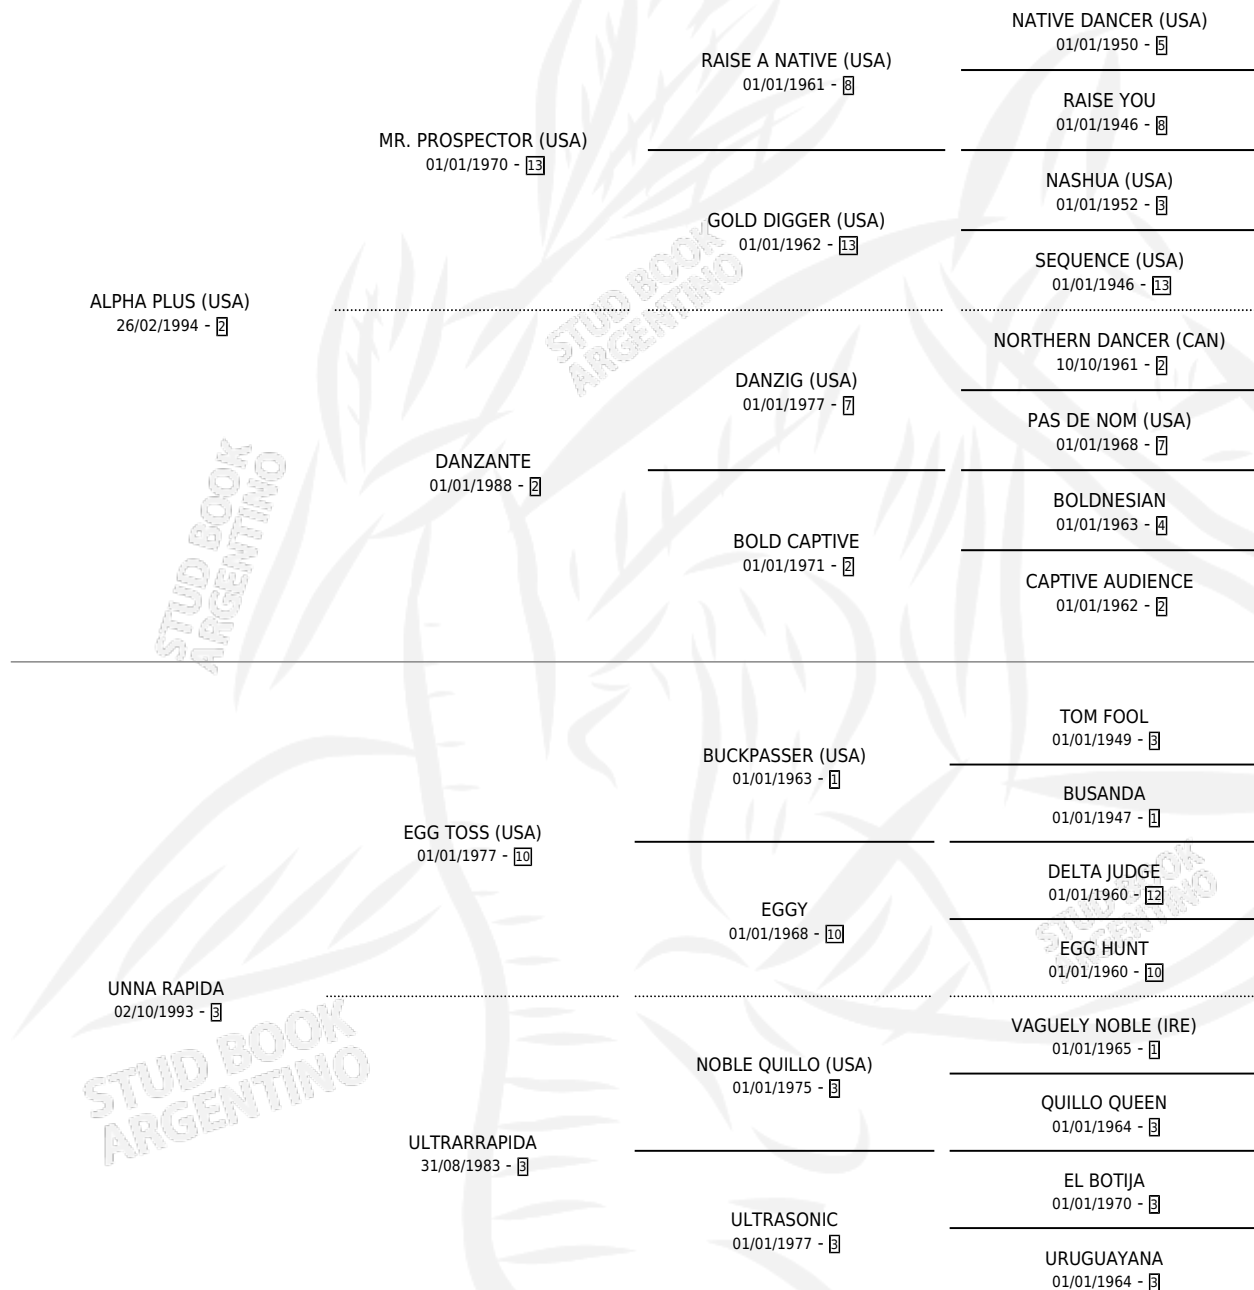 NATIVE DANCER (USA)
01/01/1950 - 5
RAISE A NATIVE (USA)
01/01/1961 - 8
RAISE YOU
01/01/1946 - 8
MR. PROSPECTOR (USA)
01/01/1970 - 13
NASHUA (USA)
01/01/1952 - 3
GOLD DIGGER (USA)
01/01/1962 - 13
SEQUENCE (USA)
01/01/1946 - 13
ALPHA PLUS (USA)
26/02/1994 - 2
STUD BOOK
ARGENTINO
NORTHERN DANCER (CAN)
10/10/1961 - 2
DANZIG (USA)
01/01/1977 - 7
PAS DE NOM (USA)
01/01/1968 - 7
DANZANTE
01/01/1988 - 2
BOLDNESIAN
01/01/1963 - 4
BOLD CAPTIVE
01/01/1971 - 2
CAPTIVE AUDIENCE
01/01/1962 - 2
STUD BOOK
ARGENTINO
TOM FOOL
01/01/1949 - 3
BUCKPASSER (USA)
01/01/1963 - 1
BUSANDA
01/01/1947 - 1
EGG TOSS (USA)
01/01/1977 - 10
DELTA JUDGE
01/01/1960 - 12
EGGY
01/01/1968 - 10
STUD BOOK
ARGENTINO
EGG HUNT
01/01/1960 - 10
UNNA RAPIDA
02/10/1993 - 3
VAGUELY NOBLE (IRE)
01/01/1965 - 1
NOBLE QUILLO (USA)
01/01/1975 - 3
STUD BOOK
ARGENTINO
QUILLO QUEEN
01/01/1964 - 3
ULTRARRAPIDA
31/08/1983 - 3
EL BOTIJA
01/01/1970 - 3
ULTRASONIC
01/01/1977 - 3
URUGUAYANA
01/01/1964 - 3